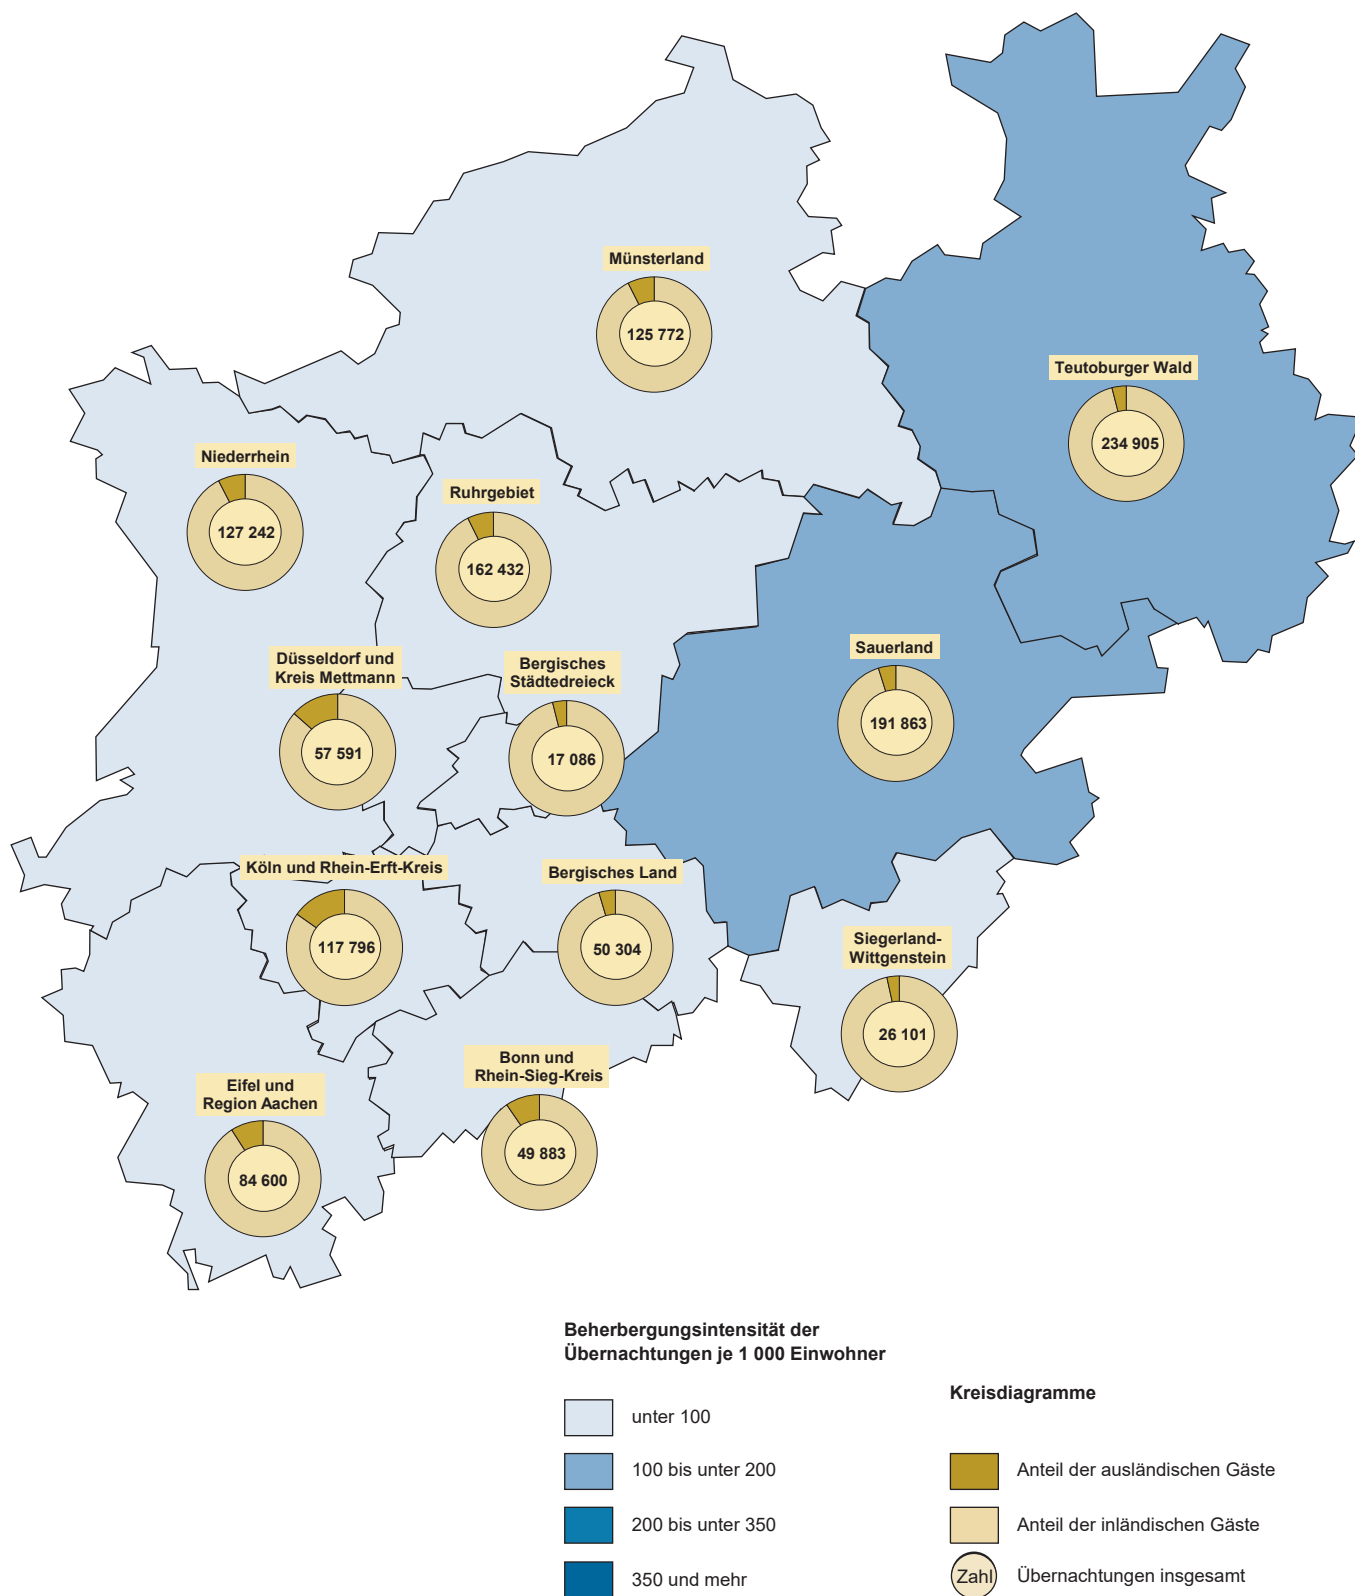 Münsterland
125 772
Teutoburger Wald
234 905
Niederrhein
127 242
Ruhrgebiet
162 432
Düsseldorf und
Kreis Mettmann
57 591
Bergisches
Städtedreieck
17 086
Sauerland
191 863
Köln und Rhein-Erft-Kreis
117 796
Bergisches Land
50 304
Siegerland-
Wittgenstein
26 101
Bonn und
Rhein-Sieg-Kreis
49 883
Eifel und
Region Aachen
84 600
Beherbergungsintensität der
Übernachtungen je 1 000 Einwohner
unter 100
100 bis unter 200
200 bis unter 350
350 und mehr
Kreisdiagramme
Anteil der ausländischen Gäste
Anteil der inländischen Gäste
Zahl Übernachtungen insgesamt